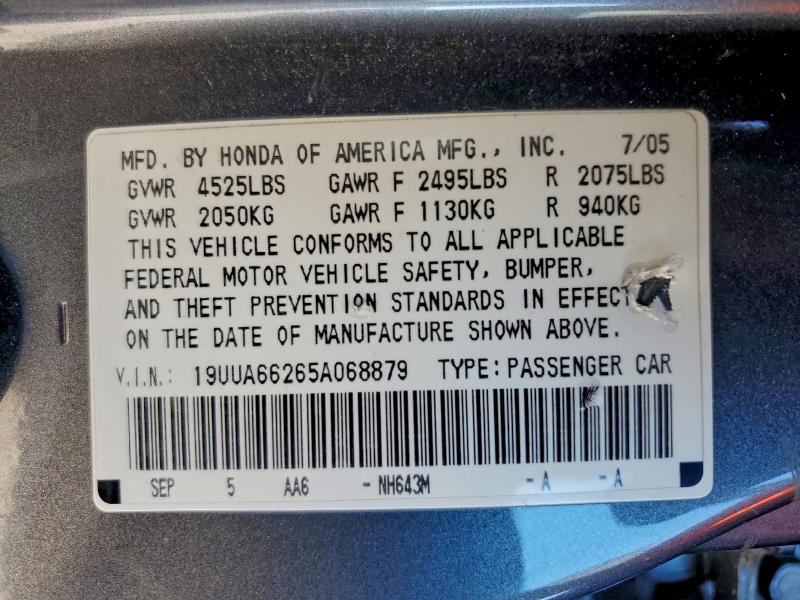 MFD. BY HONDA OF AMERICA MFG., INC. 7/05
GVWR 4525LBS GAWR F 2495LBS R 2075LBS
GVWR 2050KG GAWR F 1130KG R 940KG
THIS VEHICLE CONFORMS TO ALL APPLICABLE
FEDERAL MOTOR VEHICLE SAFETY, BUMPER,
AND THEFT PREVENTION STANDARDS IN EFFECT
ON THE DATE OF MANUFACTURE SHOWN ABOVE.
V.I.N.: 19UUA66265A068879 TYPE: PASSENGER CAR
SEP 5 AA6 -NH643M -A -A